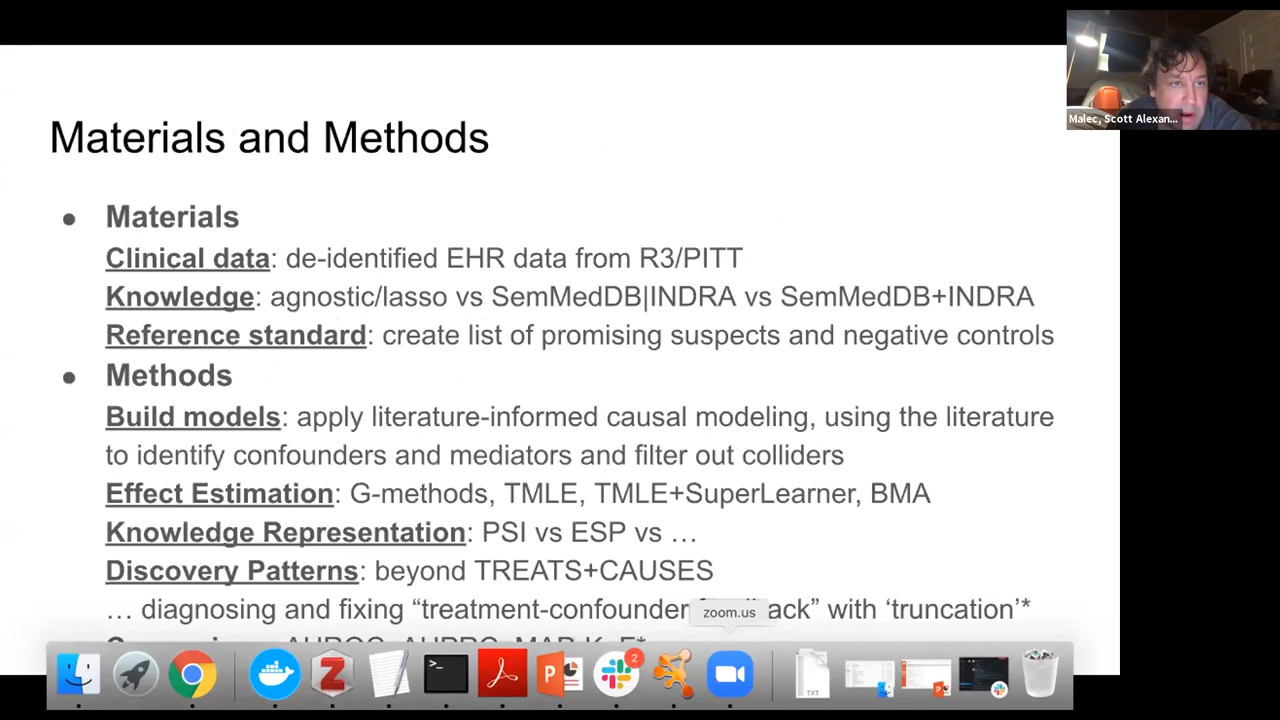 Malec, Scott Alexan...
Materials and Methods
● Materials
Clinical data: de-identified EHR data from R3/PITT
Knowledge: agnostic/lasso vs SemMedDB|INDRA vs SemMedDB+INDRA
Reference standard: create list of promising suspects and negative controls
● Methods
Build models: apply literature-informed causal modeling, using the literature
to identify confounders and mediators and filter out colliders
Effect Estimation: G-methods, TMLE, TMLE+SuperLearner, BMA
Knowledge Representation: PSI vs ESP vs …
Discovery Patterns: beyond TREATS+CAUSES
… diagnosing and fixing “treatment-confounder with ‘truncation’*
zoom.us
2
TXT